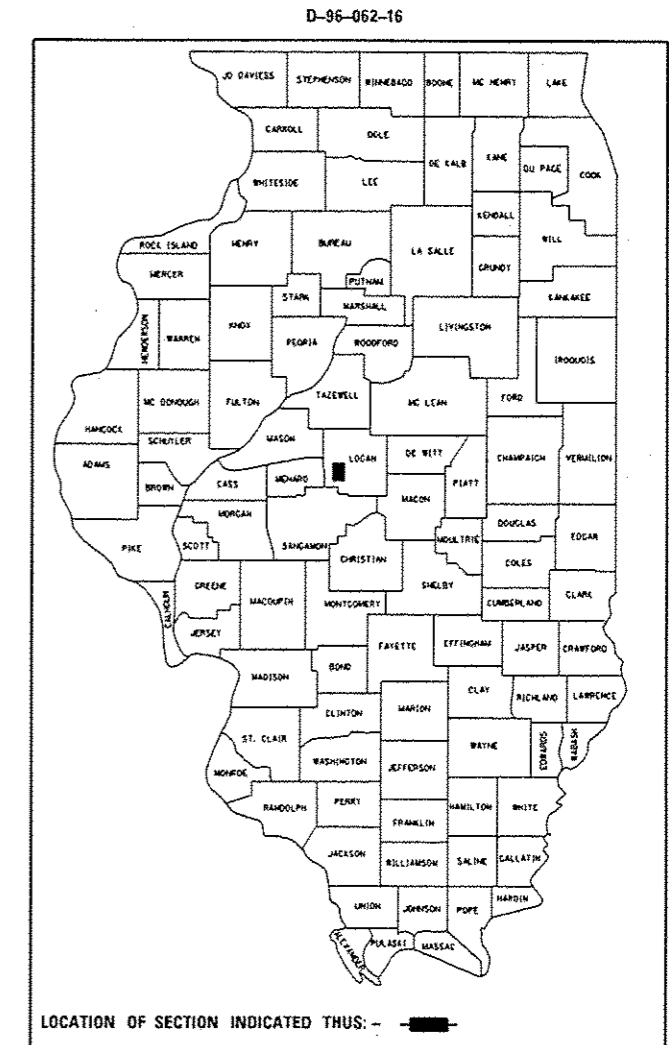 D-96-062-16
JO DAVIESS STEPHENSON WINNEBAGO BOONE MC HENRY LAKE
CARROLL OGLE DE KALB KANE DU PAGE COOK
WHITESIDE LEE KENDALL WILL
ROCK ISLAND HENRY BUREAU LA SALLE GRUNDY
MERCER PUTNAM KANKAKEE
HENDERSON WARREN KNOX STARK MARSHALL LIVINGSTON
PEORIA WOODFORD IROQUOIS
HANCOCK MC DONOUGH FULTON TAZEWELL MC LEAN FORD
SCHUYLER MASON
ADAMS BROWN CASS MENARD LOGAN DE WITT PIATT CHAMPAIGN VERMILION
MORGAN MACON
PIKE SCOTT SANGAMON CHRISTIAN MOULTRIE DOUGLAS EDGAR
COLES
CALHOUN GREENE MACOUPIN MONTGOMERY SHELBY CUMBERLAND CLARK
JERSEY FAYETTE EFFINGHAM JASPER CRAWFORD
MADISON BOND CLAY RICHLAND LAWRENCE
CLINTON MARION
ST. CLAIR WASHINGTON WAYNE EDWARDS WABASH
MONROE JEFFERSON
RANDOLPH PERRY HAMILTON WHITE
FRANKLIN
JACKSON WILLIAMSON SALINE GALLATIN
UNION JOHNSON POPE HARDIN
ALEXANDER PULASKI MASSAC
LOCATION OF SECTION INDICATED THUS: -